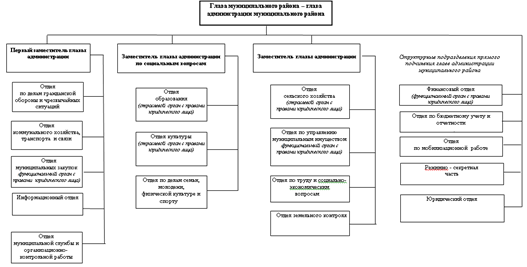 Глава муниципального района – глава
администрации муниципального района
Первый заместитель главы
администрации
Заместитель главы администрации
по социальным вопросам
Заместитель главы администрации
Структурные подразделения прямого
подчинения главе администрации
муниципального района
Отдел
по делам гражданской
обороны и чрезвычайных
ситуаций
Отдел
коммунального хозяйства,
транспорта и связи
Отдел
муниципальных закупок
(функциональный орган с
правами юридического лица)
Информационный отдел
Отдел
муниципальной службы и
организационно-
контрольной работы
Отдел
образования
(отраслевой орган с правами
юридического лица)
Отдел культуры
(отраслевой орган с правами
юридического лица)
Отдел по делам семьи,
молодежи,
физической культуре и
спорту
Отдел
сельского хозяйства
(отраслевой орган с правами
юридического лица)
Отдел по управлению
муниципальным имуществом
(функциональный орган с правами
юридического лица)
Отдел по труду и социально-
экономическим
вопросам
Отдел земельного контроля
Финансовый отдел
(функциональный орган с правами
юридического лица)
Отдел по бюджетному учету и
отчетности
Отдел
по мобилизационной работе
Режимно - секретная
часть
Юридический отдел